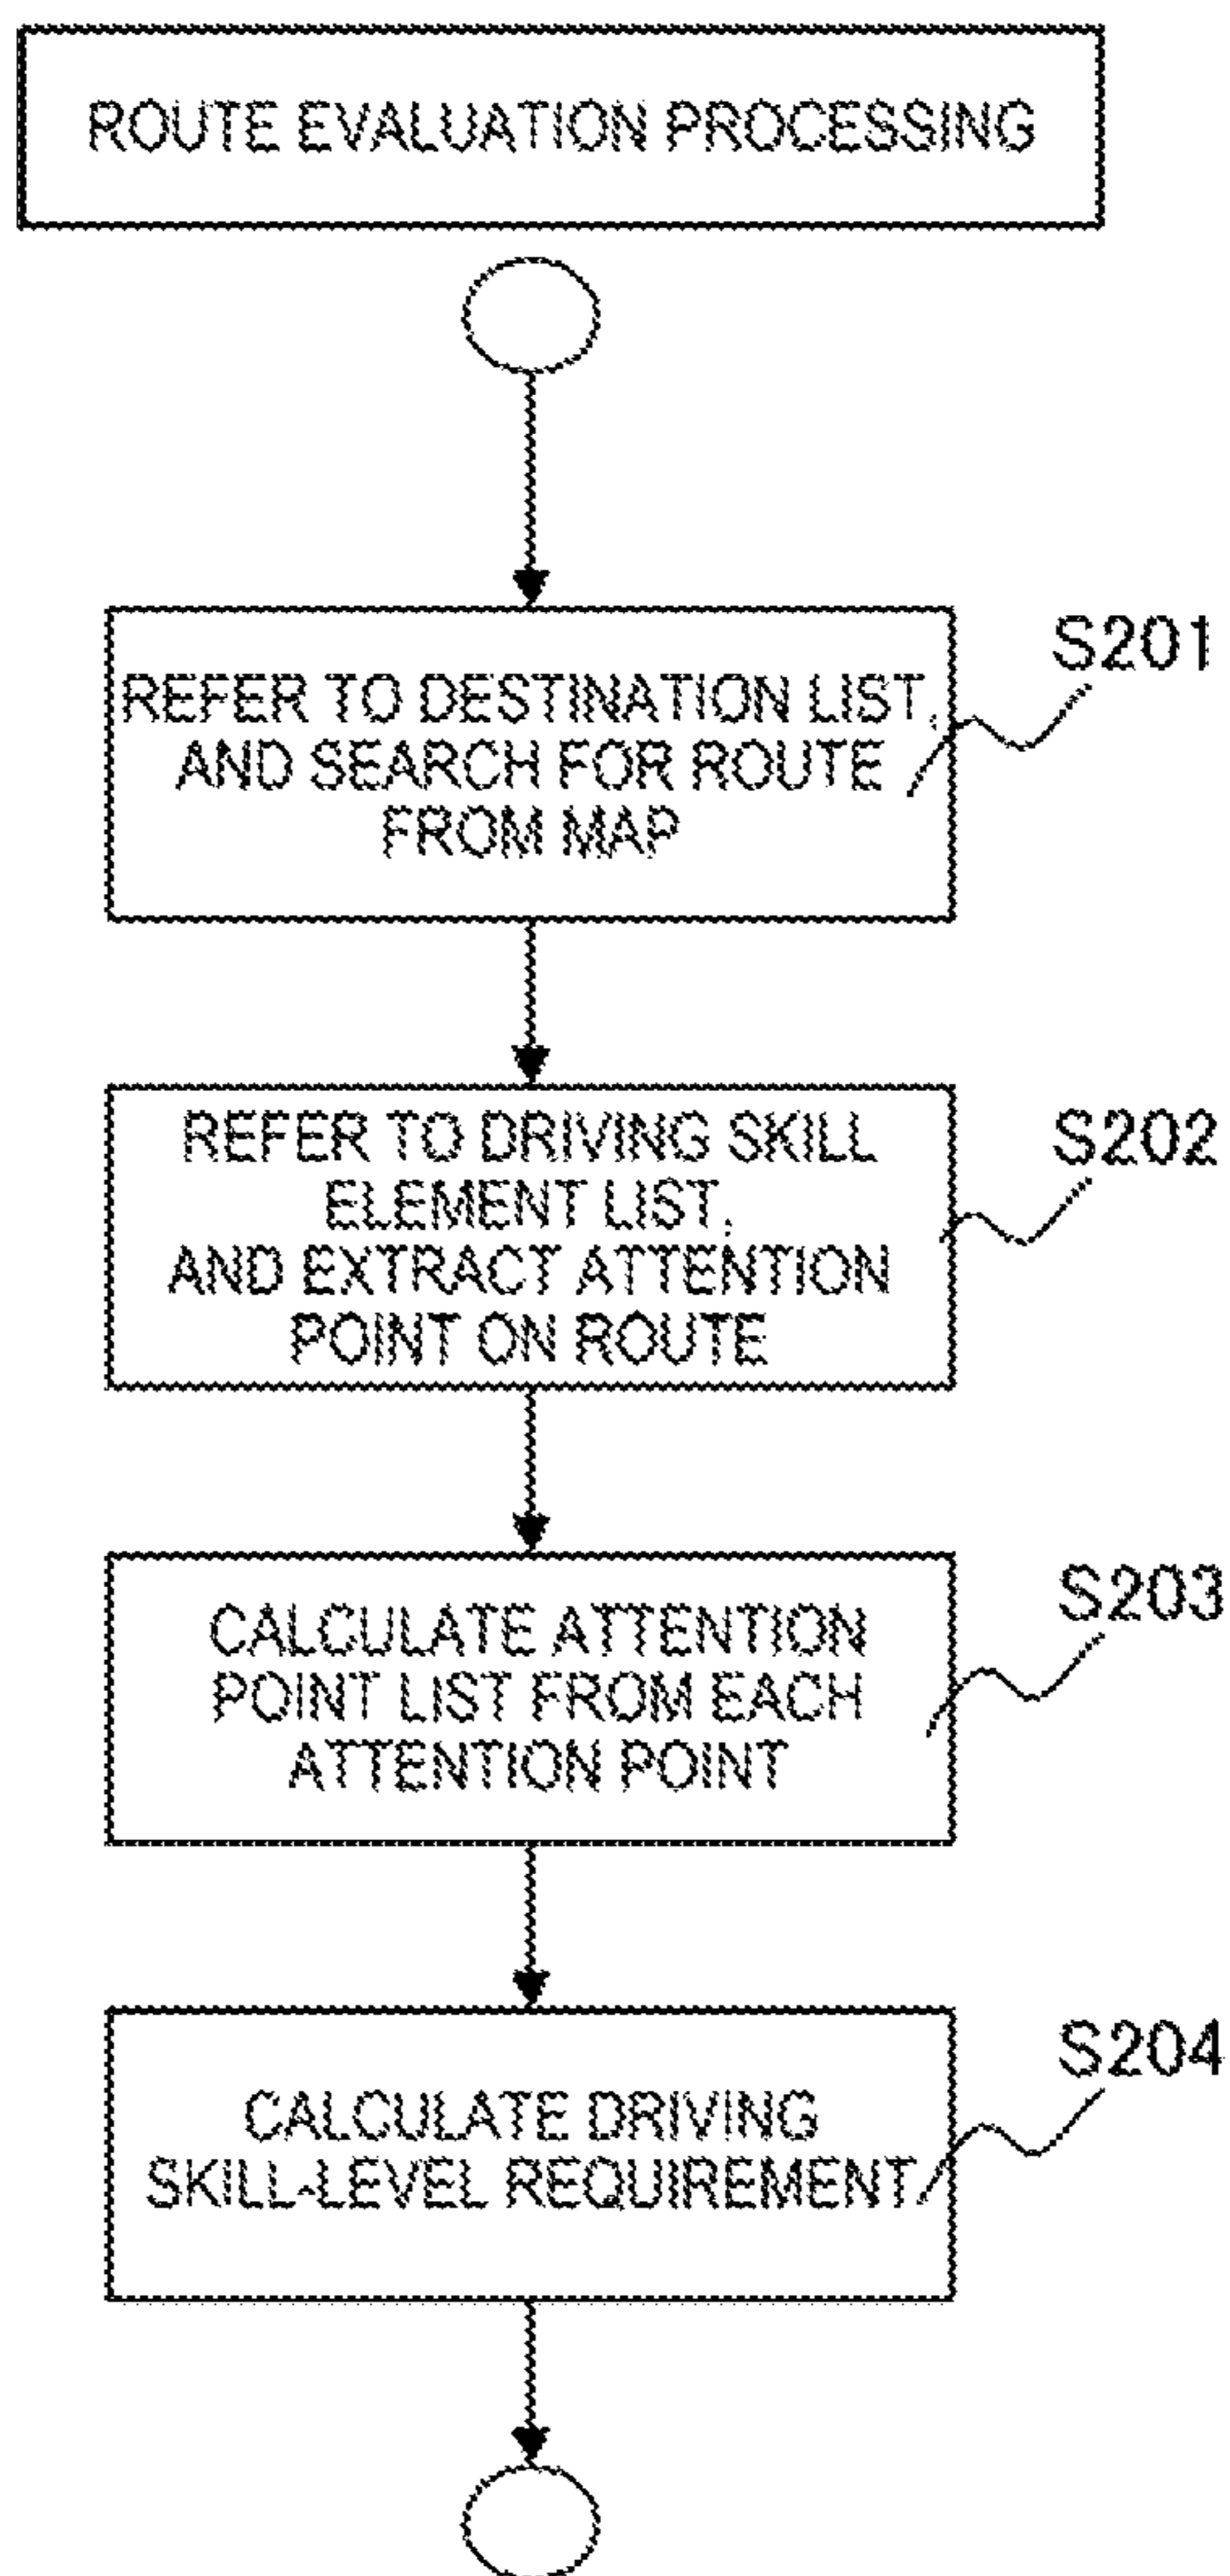 ROUTE EVALUATION PROCESSING
S201
REFER TO DESTINATION LIST,
AND SEARCH FOR ROUTE
FROM MAP
S202
REFER TO DRIVING SKILL
ELEMENT LIST,
AND EXTRACT ATTENTION
POINT ON ROUTE
S203
CALCULATE ATTENTION
POINT LIST FROM EACH
ATTENTION POINT
S204
CALCULATE DRIVING
SKILL-LEVEL REQUIREMENT